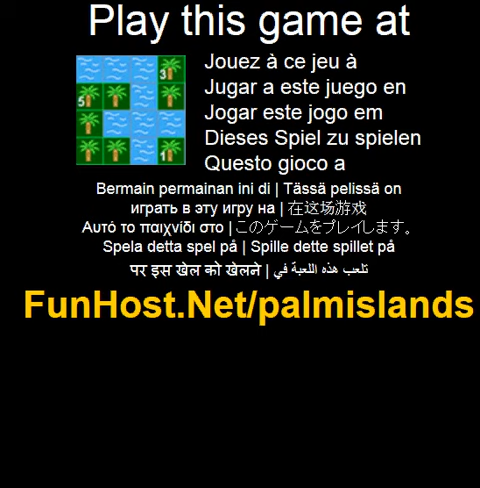 Play this game at
3
5
1
Jouez à ce jeu à
Jugar a este juego en
Jogar este jogo em
Dieses Spiel zu spielen
Questo gioco a
Bermain permainan ini di | Tässä pelissä on
играть в эту игру на | 在这场游戏
Αυτό το παιχνίδι στο | このゲームをプレイします。
Spela detta spel på | Spille dette spillet på
पर इस खेल को खेलने | تلعب هذه اللعبة في
FunHost.Net/palmislands